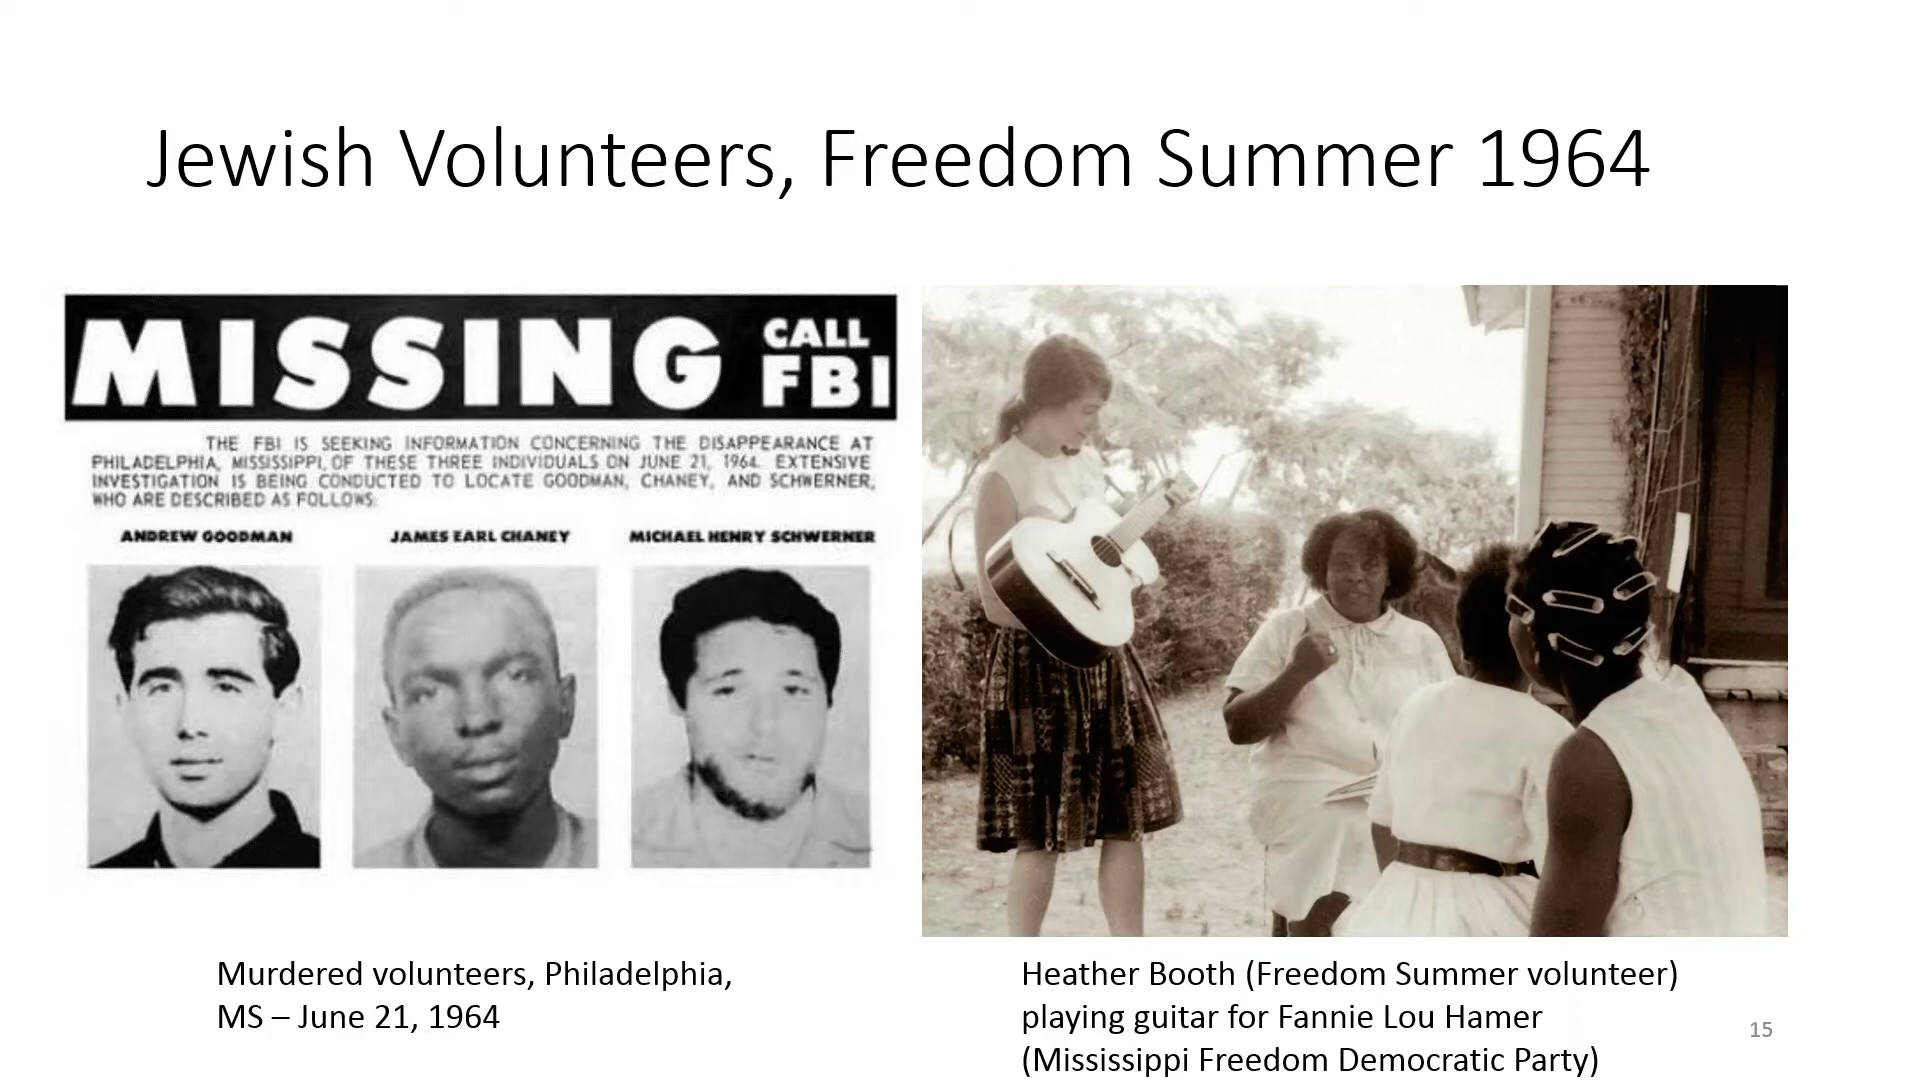 Jewish Volunteers, Freedom Summer 1964
MISSING CALL FBI
THE FBI IS SEEKING INFORMATION CONCERNING THE DISAPPEARANCE AT
PHILADELPHIA, MISSISSIPPI, OF THESE THREE INDIVIDUALS ON JUNE 21, 1964. EXTENSIVE
INVESTIGATION IS BEING CONDUCTED TO LOCATE GOODMAN, CHANEY, AND SCHWERNER,
WHO ARE DESCRIBED AS FOLLOWS:
ANDREW GOODMAN JAMES EARL CHANEY MICHAEL HENRY SCHWERNER
Murdered volunteers, Philadelphia,
MS – June 21, 1964
Heather Booth (Freedom Summer volunteer)
playing guitar for Fannie Lou Hamer
(Mississippi Freedom Democratic Party)
15